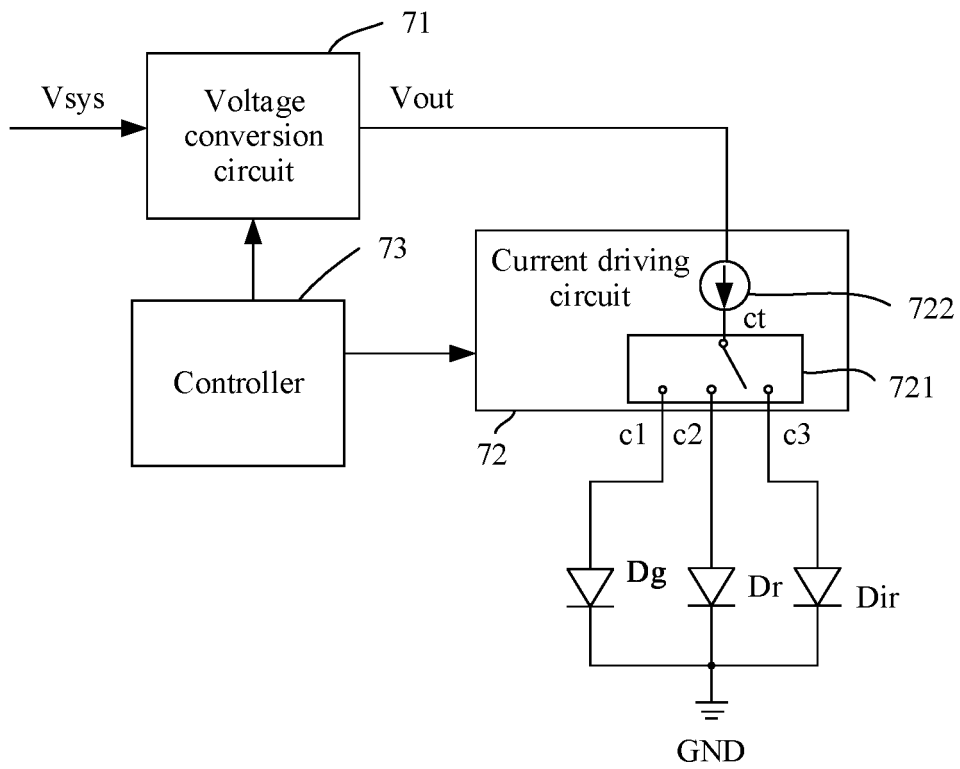 71
Vsys
Voltage
conversion
circuit
Vout
73
Current driving
circuit
722
ct
Controller
721
72
c1
c2
c3
Dg
Dr
Dir
GND